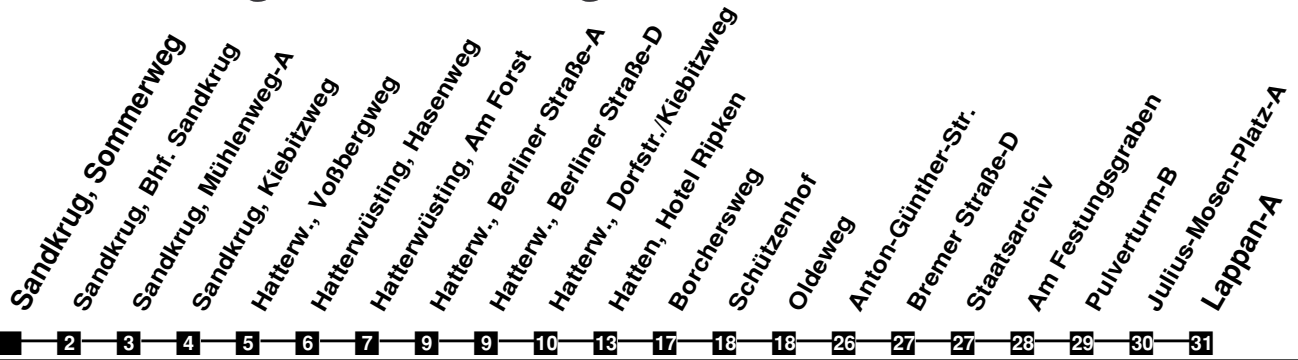 Sandkrug, Sommerweg
Sandkrug, Bhf. Sandkrug
Sandkrug, Mühlenweg-A
Sandkrug, Kiebitzweg
Hatterw., Voßbergweg
Hatterwüsting, Hasenweg
Hatterwüsting, Am Forst
Hatterw., Berliner Straße-A
Hatterw., Berliner Straße-D
Hatterw., Dorfstr./Kiebitzweg
Hatten, Hotel Ripken
Borchersweg
Schützenhof
Oldeweg
Anton-Günther-Str.
Bremer Straße-D
Staatsarchiv
Am Festungsgraben
Pulverturm-B
Julius-Mosen-Platz-A
Lappan-A
2 3 4 5 6 7 9 9 10 13 17 18 18 26 27 27 28 29 30 31